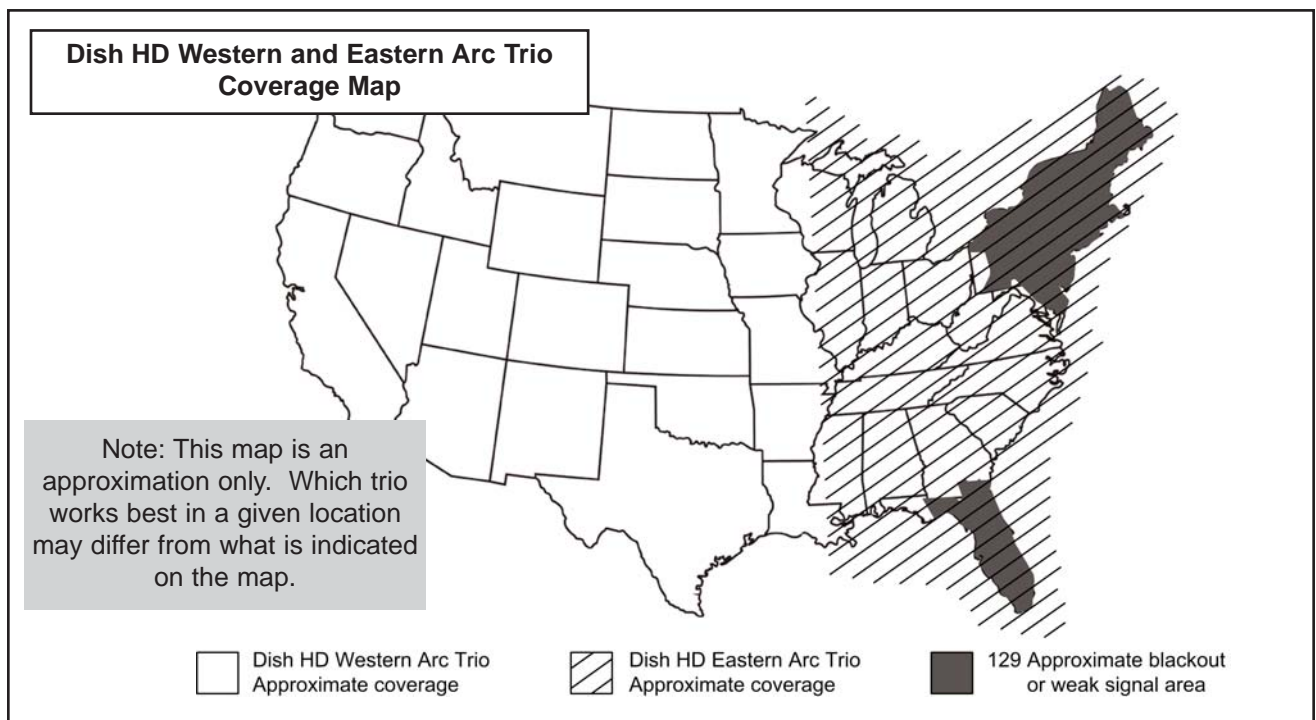 Dish HD Western and Eastern Arc Trio
Coverage Map
Note: This map is an
approximation only. Which trio
works best in a given location
may differ from what is indicated
on the map.
Dish HD Western Arc Trio
Approximate coverage
Dish HD Eastern Arc Trio
Approximate coverage
129 Approximate blackout
or weak signal area